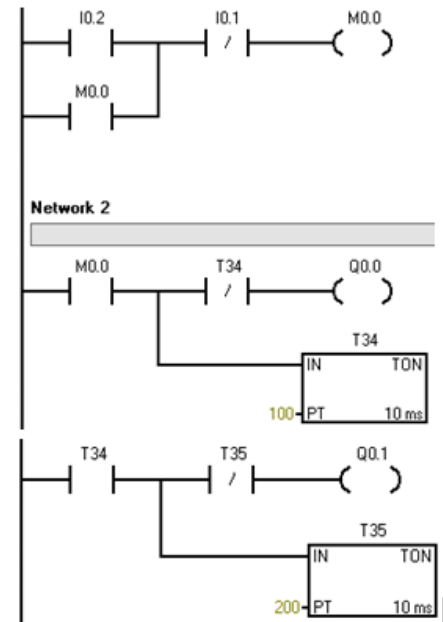 I0.2 I0.1 M0.0
/
M0.0
Network 2
M0.0 T34 Q0.0
/
T34
IN TON
100 PT 10 ms
T34 T35 Q0.1
/
T35
IN TON
200 PT 10 ms